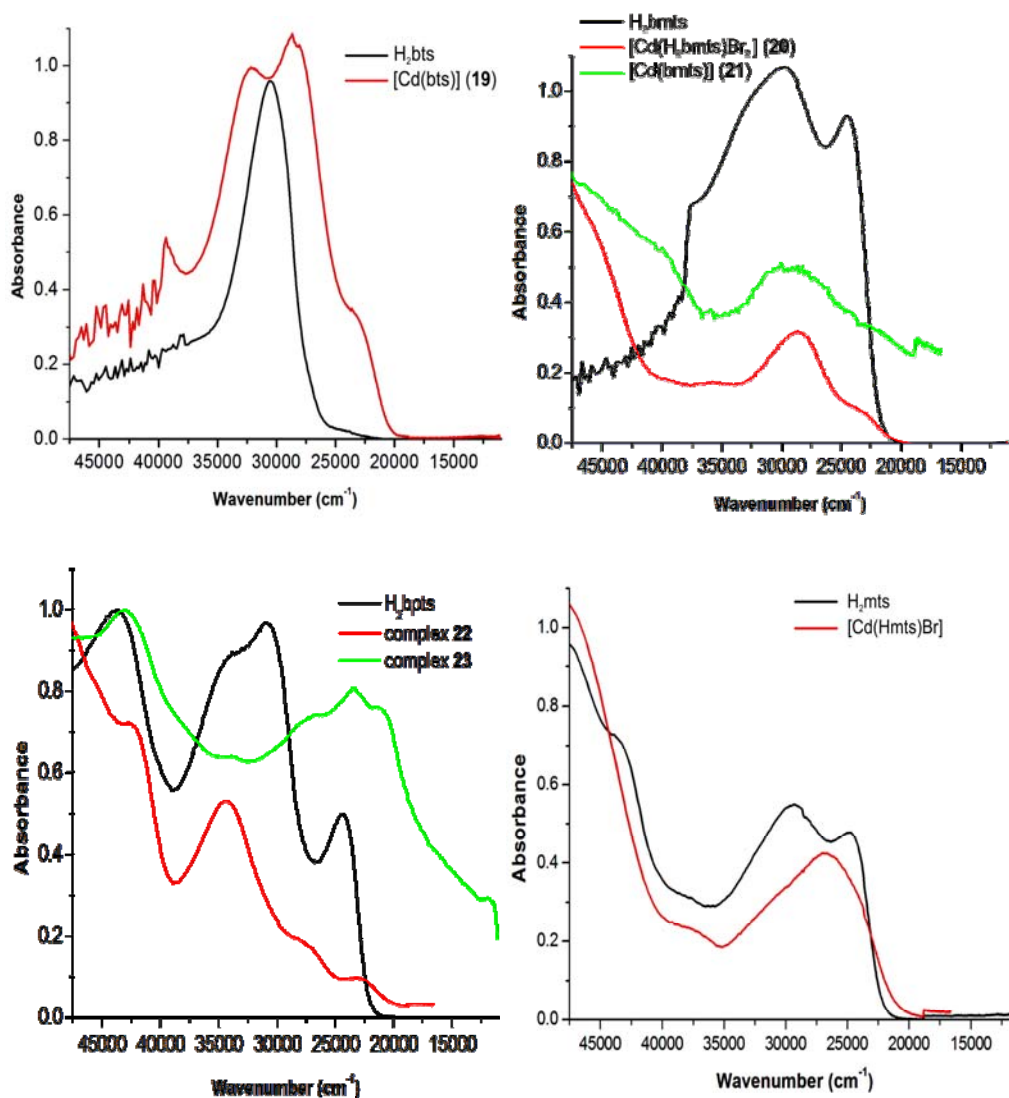 H₂bts
[Cd(bts)] (19)
1.0
0.8
0.6
0.4
0.2
0.0
Absorbance
45000 40000 35000 30000 25000 20000 15000
Wavenumber (cm⁻¹)
H₂bmts
[Cd(H₂bmts)Br₂] (20)
[Cd(bmts)] (21)
1.0
0.8
0.6
0.4
0.2
0.0
Absorbance
45000 40000 35000 30000 25000 20000 15000
Wavenumber (cm⁻¹)
H₂bpts
complex 22
complex 23
1.0
0.8
0.6
0.4
0.2
0.0
Absorbance
45000 40000 35000 30000 25000 20000 15000
Wavenumber (cm⁻¹)
H₂mts
[Cd(Hmts)Br]
1.0
0.8
0.6
0.4
0.2
0.0
Absorbance
45000 40000 35000 30000 25000 20000 15000
Wavenumber (cm⁻¹)